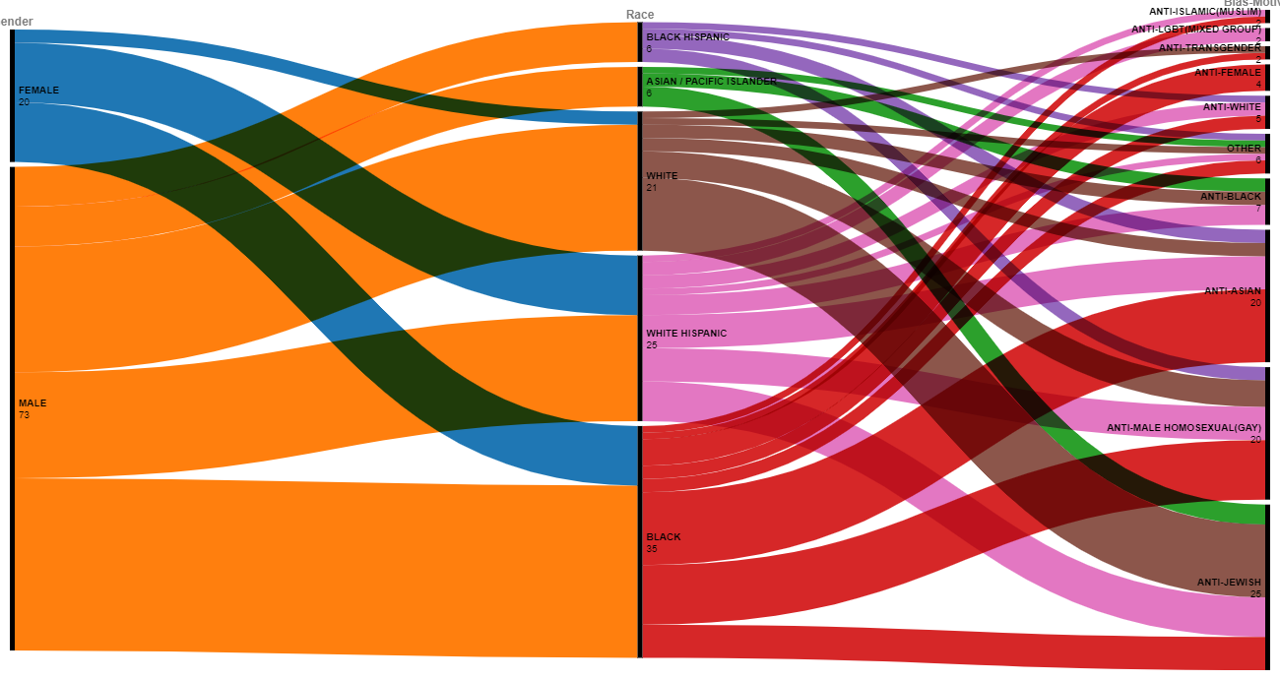 ender
Race
Bias-Motiv
FEMALE
20
MALE
73
BLACK HISPANIC
6
ASIAN / PACIFIC ISLANDER
6
WHITE
21
WHITE HISPANIC
25
BLACK
35
ANTI-ISLAMIC(MUSLIM)
2
ANTI-LGBT(MIXED GROUP)
2
ANTI-TRANSGENDER
2
ANTI-FEMALE
4
ANTI-WHITE
5
OTHER
6
ANTI-BLACK
7
ANTI-ASIAN
20
ANTI-MALE HOMOSEXUAL(GAY)
20
ANTI-JEWISH
25